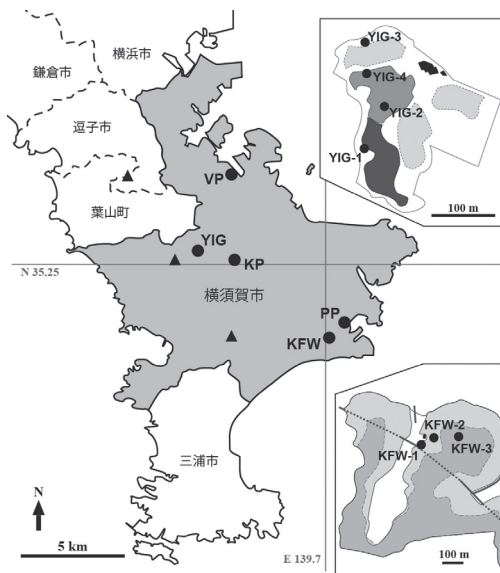 横浜市
鎌倉市
逗子市
葉山町
VP
YIG
KP
N 35.25
横須賀市
PP
KFW
三浦市
N
5 km
E 139.7
YIG-3
YIG-4
YIG-2
YIG-1
100 m
KFW-2
KFW-1
KFW-3
100 m